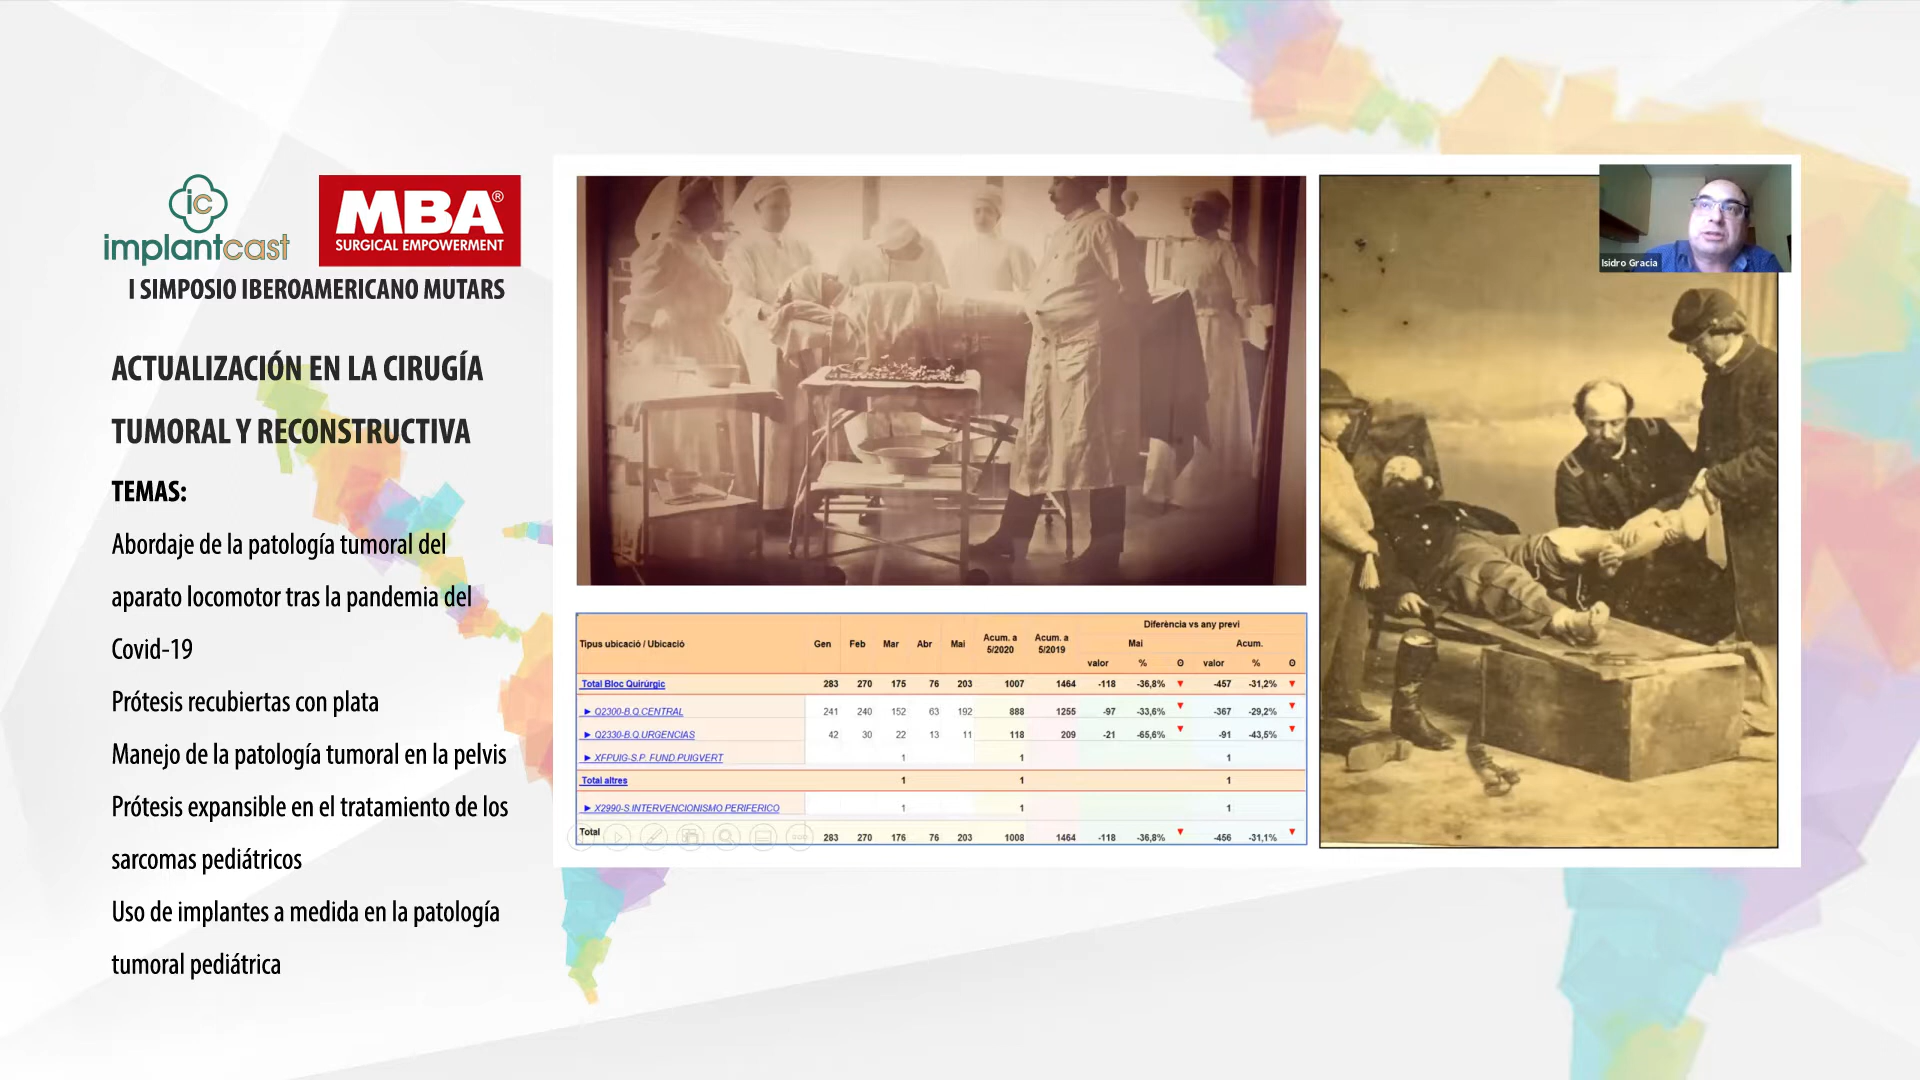 ic
implantcast
MBA®
SURGICAL EMPOWERMENT
I SIMPOSIO IBEROAMERICANO MUTARS
ACTUALIZACIÓN EN LA CIRUGÍA
TUMORAL Y RECONSTRUCTIVA
TEMAS:
Abordaje de la patología tumoral del
aparato locomotor tras la pandemia del
Covid-19
Prótesis recubiertas con plata
Manejo de la patología tumoral en la pelvis
Prótesis expansible en el tratamiento de los
sarcomas pediátricos
Uso de implantes a medida en la patología
tumoral pediátrica
Isidro Gracia
Diferència vs any previ
Tipus ubicació / Ubicació Gen Feb Mar Abr Mai Acum. a 5/2020 Acum. a 5/2019 Mai Acum.
valor % ʘ valor % ʘ
Total Bloc Quirúrgic 283 270 175 76 203 1007 1464 -118 -36,8% ▼ -457 -31,2% ▼
► Q2300-B.Q.CENTRAL 241 240 152 63 192 888 1255 -97 -33,6% ▼ -367 -29,2% ▼
► Q2330-B.Q.URGENCIAS 42 30 22 13 11 118 209 -21 -65,6% ▼ -91 -43,5% ▼
► XFPUIG-S.P. FUND.PUIGVERT 1 1 1
Total altres 1 1 1
► X2990-S.INTERVENCIONISMO PERIFERICO 1 1 1
Total 283 270 176 76 203 1008 1464 -118 -36,8% ▼ -456 -31,1% ▼